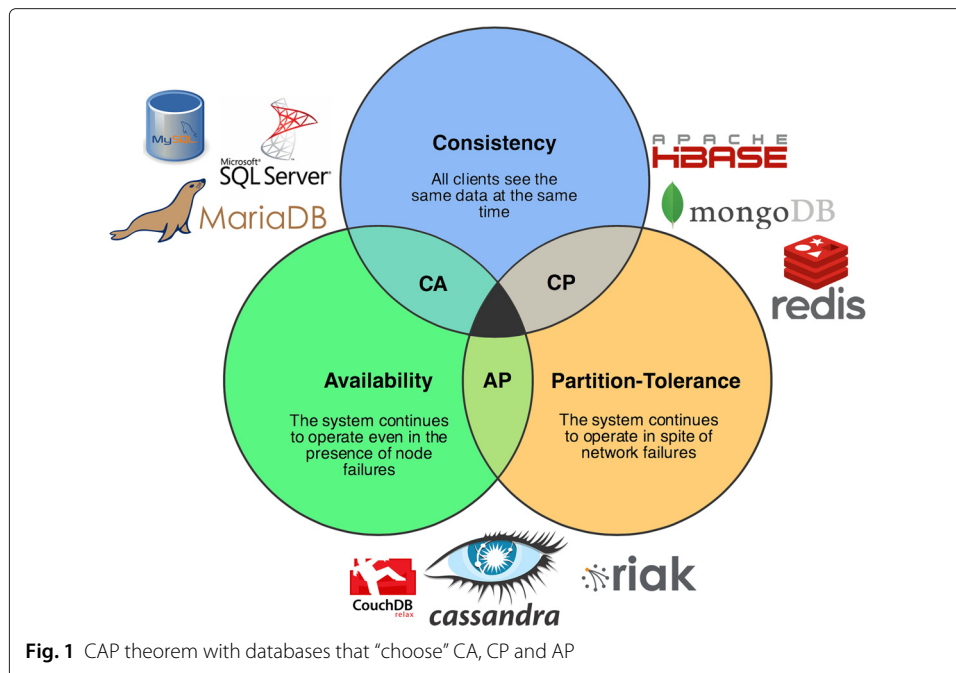 Consistency
All clients see the
same data at the same
time
MySQL
Microsoft®
SQL Server®
MariaDB
APACHE
HBASE
mongoDB
redis
CA
CP
AP
Availability
The system continues
to operate even in the
presence of node
failures
Partition-Tolerance
The system continues
to operate in spite of
network failures
CouchDB
relax
cassandra
riak
Fig. 1 CAP theorem with databases that “choose” CA, CP and AP